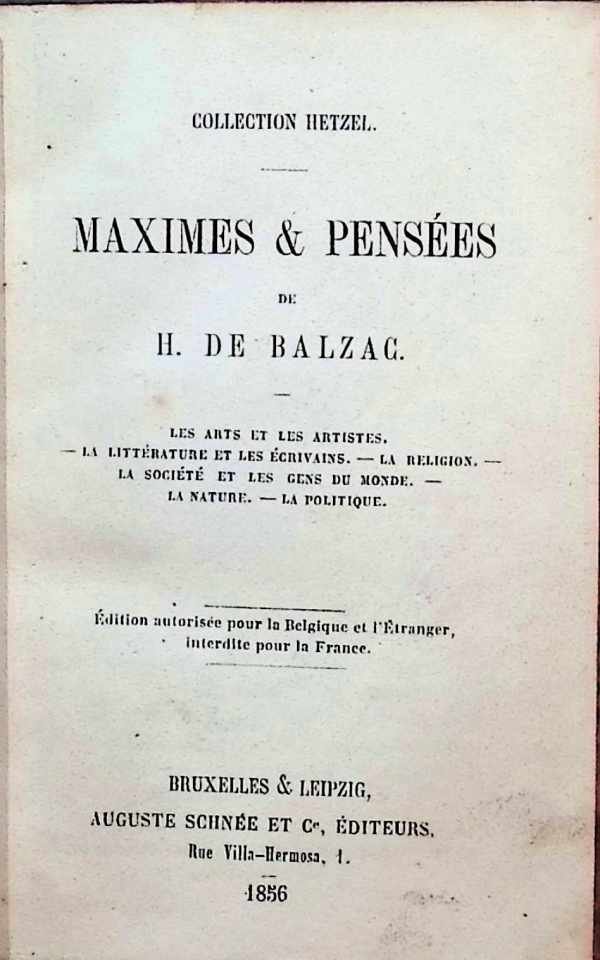 COLLECTION HETZEL.
MAXIMES & PENSÉES
DE
H. DE BALZAC.
LES ARTS ET LES ARTISTES.
— LA LITTÉRATURE ET LES ÉCRIVAINS. — LA RELIGION. —
LA SOCIÉTÉ ET LES GENS DU MONDE. —
LA NATURE. — LA POLITIQUE.
Édition autorisée pour la Belgique et l'Étranger,
interdite pour la France.
BRUXELLES & LEIPZIG,
AUGUSTE SCHNÉE ET Cᵉ, ÉDITEURS,
Rue Villa-Hermosa, 1.
1856